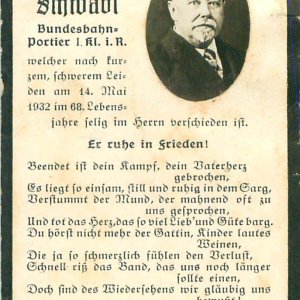 Schwabl
Bundesbahn-
Portier I. Kl. i. R.
welcher nach kur-
zem, schwerem Lei-
den am 14. Mai
1932 im 68. Lebens-
jahre selig im Herrn verschieden ist.
Er ruhe in Frieden!
Beendet ist dein Kampf, dein Vaterherz
gebrochen,
Es liegt so einsam, still und ruhig in dem Sarg,
Verstummt der Mund, der mahnend oft zu
uns gesprochen,
Und tot das Herz, das so viel Lieb' und Güte barg.
Du hörst nicht mehr der Gattin, Kinder lautes
Weinen,
Die ja so schmerzlich fühlen den Verlust,
Schnell riß das Band, das uns noch länger
sollte einen,
Doch sind des Wiedersehens wir gläubig uns
bewußt!